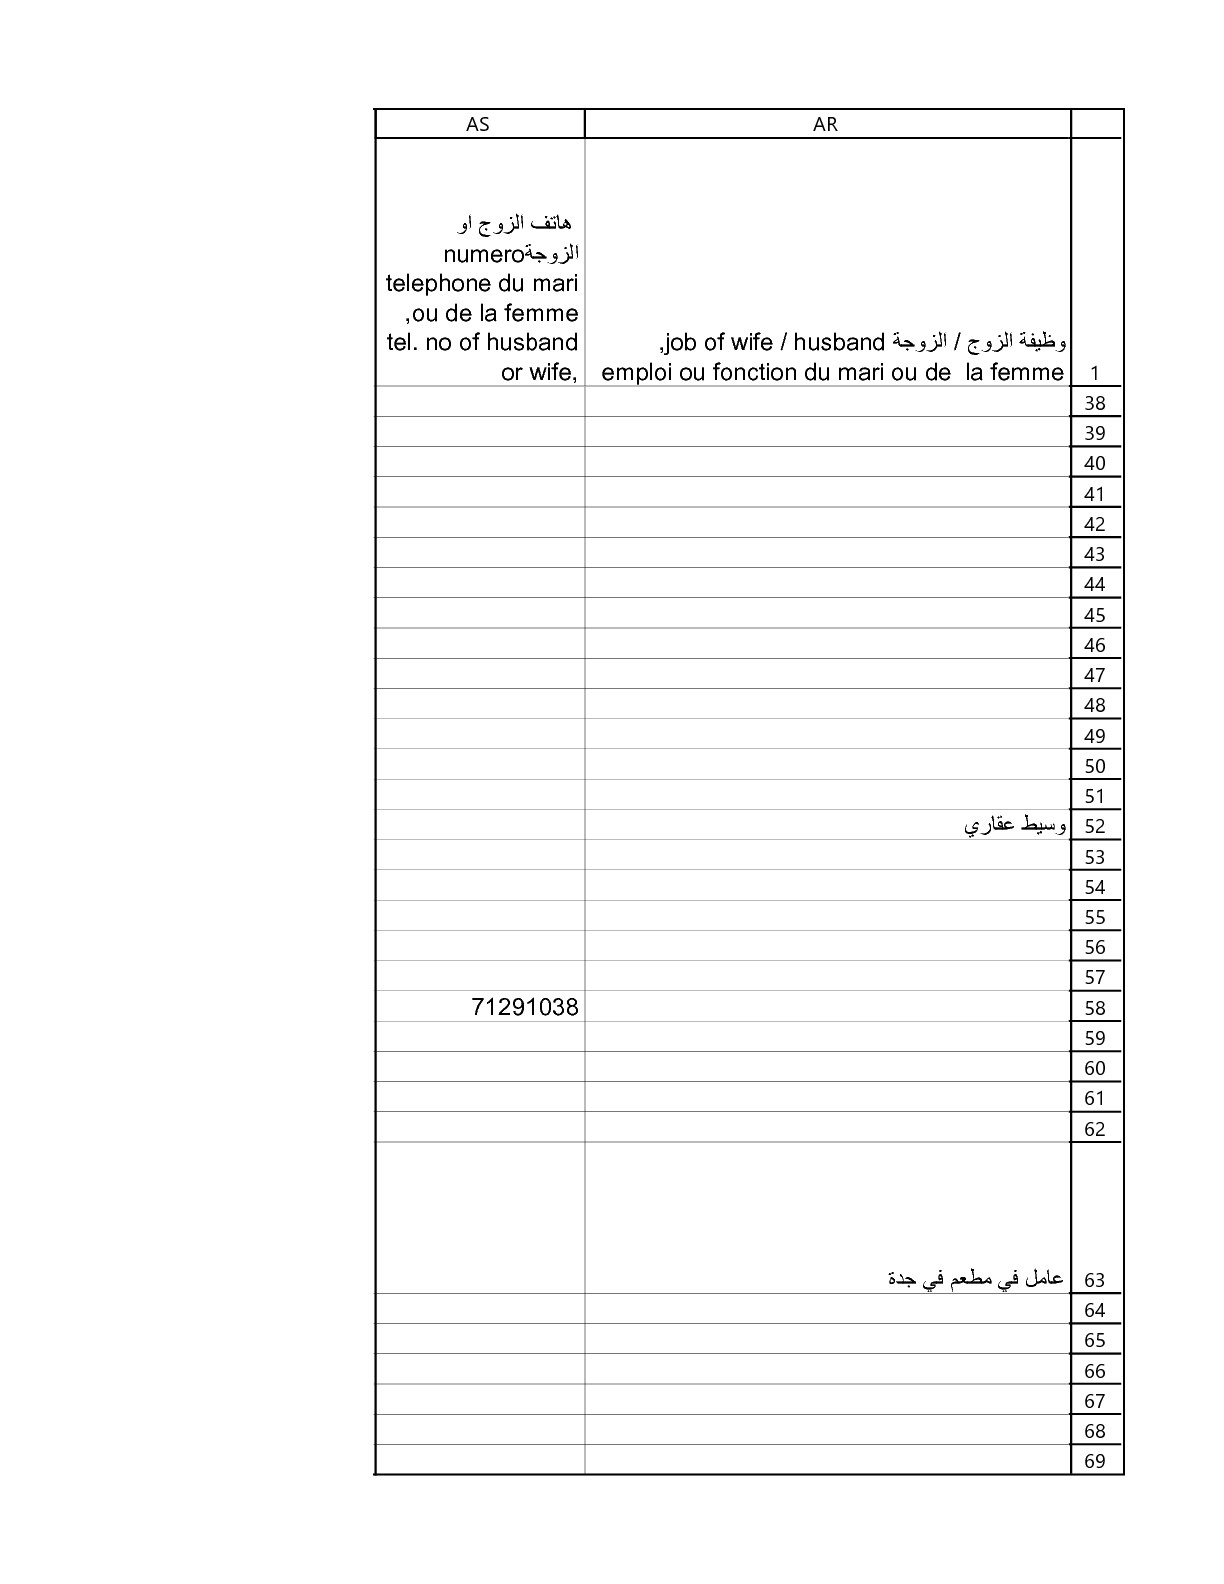 AR AS
وظيفة الزوج / الزوجة job of wife / husband,
emploi ou fonction du mari ou de  la femme
هاتف الزوج او
الزوجةnumero
telephone du mari
ou de la femme,
tel. no of husband
or wife,
1
38
39
40
41
42
43
44
45
46
47
48
49
50
51
52 وسيط عقاري
53
54
55
56
57
58 71291038
59
60
61
62
63 عامل في مطعم في جدة
64
65
66
67
68
69